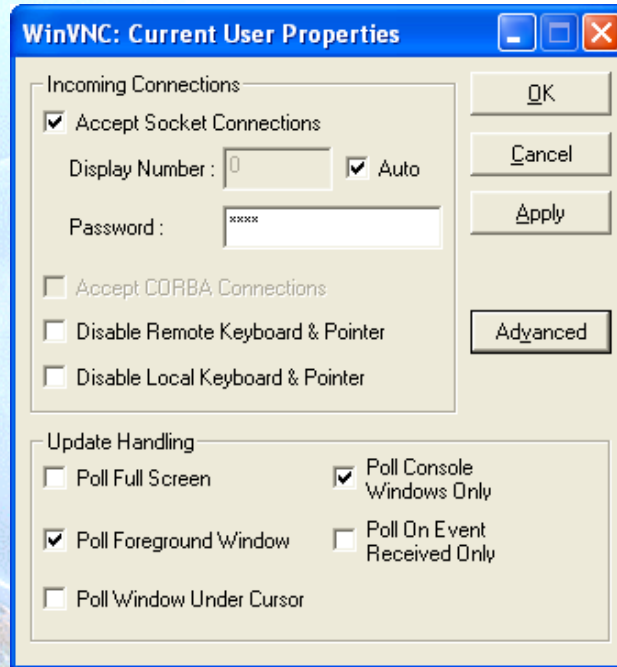 WinVNC: Current User Properties
Incoming Connections
Accept Socket Connections
Display Number : 0 Auto
Password : ****
Accept CORBA Connections
Disable Remote Keyboard & Pointer
Disable Local Keyboard & Pointer
OK
Cancel
Apply
Advanced
Update Handling
Poll Full Screen
Poll Console
Windows Only
Poll Foreground Window
Poll On Event
Received Only
Poll Window Under Cursor